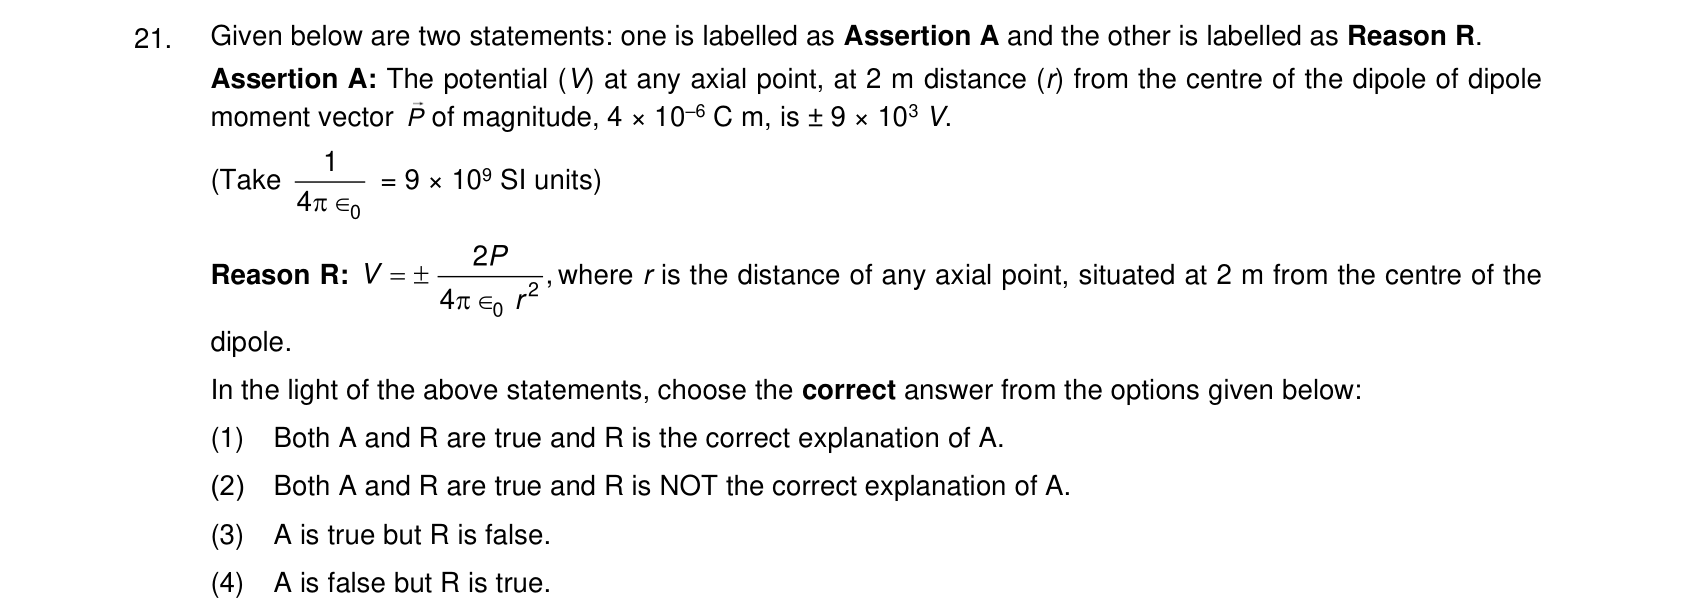 21. Given below are two statements: one is labelled as Assertion A and the other is labelled as Reason R.
Assertion A: The potential (V) at any axial point, at 2 m distance (r) from the centre of the dipole of dipole
moment vector P⃗ of magnitude, 4 × 10⁻⁶ C m, is ± 9 × 10³ V.
(Take 1/(4π ∈₀) = 9 × 10⁹ SI units)
Reason R: V = ± 2P/(4π ∈₀ r²), where r is the distance of any axial point, situated at 2 m from the centre of the
dipole.
In the light of the above statements, choose the correct answer from the options given below:
(1) Both A and R are true and R is the correct explanation of A.
(2) Both A and R are true and R is NOT the correct explanation of A.
(3) A is true but R is false.
(4) A is false but R is true.